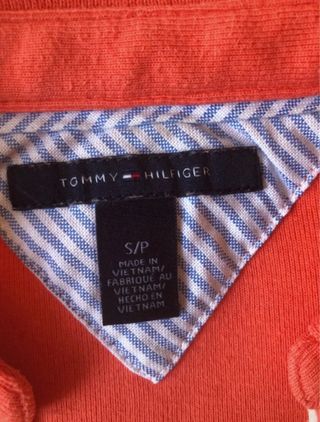 TOMMY HILFIGER
S/P
MADE IN
VIETNAM/
FABRIQUÉ AU
VIETNAM/
HECHO EN
VIETNAM